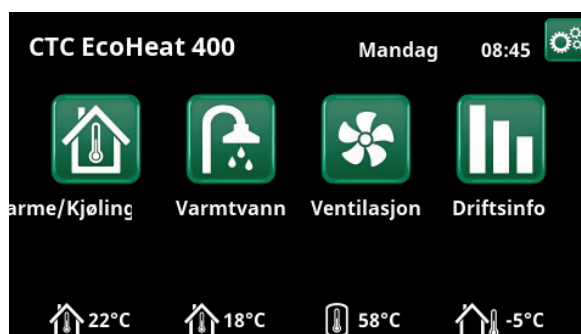 CTC EcoHeat 400 Mandag 08:45
arme/Kjøling Varmtvann Ventilasjon Driftsinfo
22°C 18°C 58°C -5°C